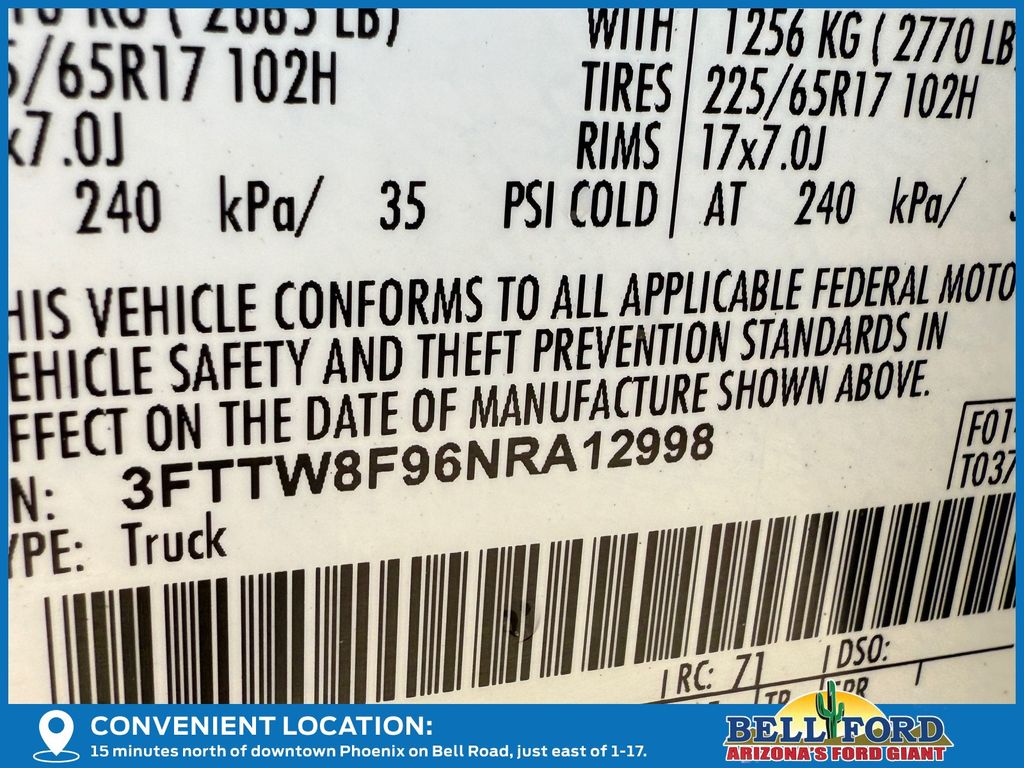 ( 2685 LB)
/65R17 102H
x7.0J
240 kPa/ 35 PSI COLD
WITH 1256 KG ( 2770 LB
TIRES 225/65R17 102H
RIMS 17x7.0J
AT 240 kPa/
HIS VEHICLE CONFORMS TO ALL APPLICABLE FEDERAL MOTO
EHICLE SAFETY AND THEFT PREVENTION STANDARDS IN
FFECT ON THE DATE OF MANUFACTURE SHOWN ABOVE.
N: 3FTTW8F96NRA12998
YPE: Truck
F01
T037
RC: 71 DSO:
TP
CONVENIENT LOCATION:
15 minutes north of downtown Phoenix on Bell Road, just east of 1-17.
BELL FORD
ARIZONA'S FORD GIANT